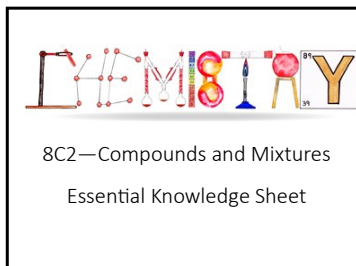 CHEMISTRY
89
39
8C2—Compounds and Mixtures
Essential Knowledge Sheet